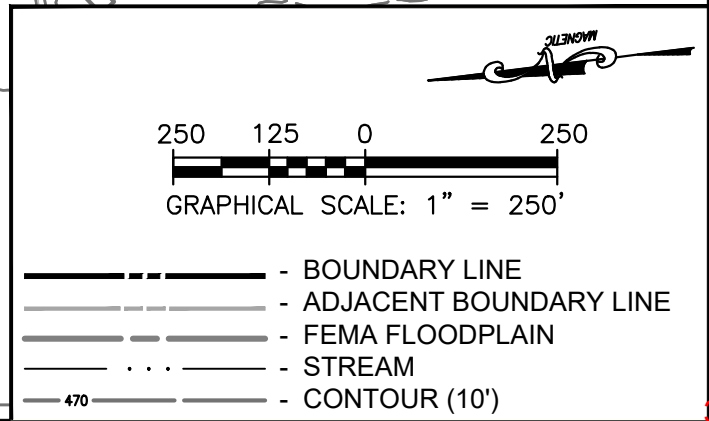 MAGNETIC
N
250 125 0 250
GRAPHICAL SCALE: 1" = 250'
- BOUNDARY LINE
- ADJACENT BOUNDARY LINE
- FEMA FLOODPLAIN
- STREAM
470 - CONTOUR (10')